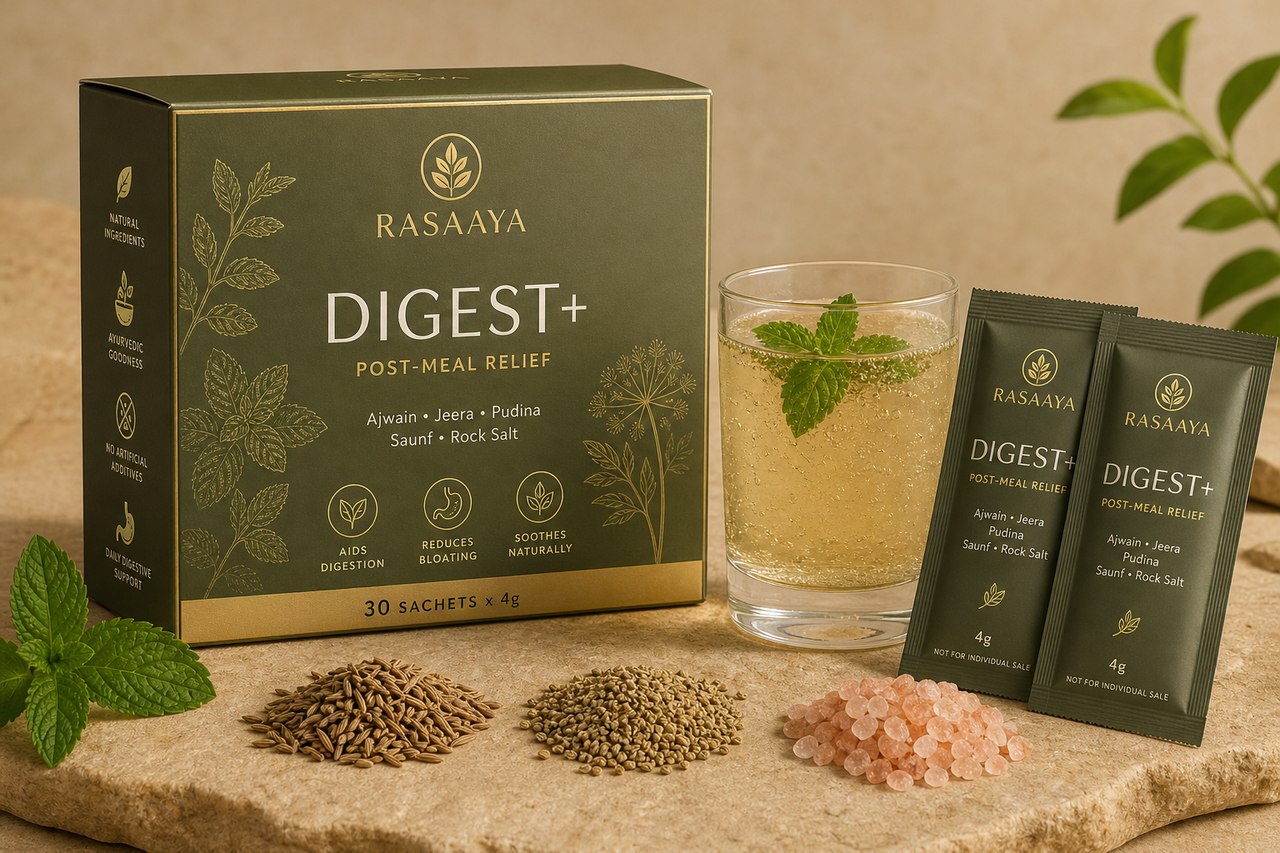 RASAAYA
NATURAL
INGREDIENTS
AYURVEDIC
GOODNESS
NO ARTIFICIAL
ADDITIVES
DAILY DIGESTIVE
SUPPORT
RASAAYA
DIGEST+
POST-MEAL RELIEF
Ajwain • Jeera • Pudina
Saunf • Rock Salt
AIDS
DIGESTION
REDUCES
BLOATING
SOOTHES
NATURALLY
30 SACHETS x 4g
RASAAYA
DIGEST+
POST-MEAL RELIEF
Ajwain • Jeera
Pudina
Saunf • Rock Salt
4g
NOT FOR INDIVIDUAL SALE
RASAAYA
DIGEST+
POST-MEAL RELIEF
Ajwain • Jeera
Pudina
Saunf • Rock Salt
4g
NOT FOR INDIVIDUAL SALE